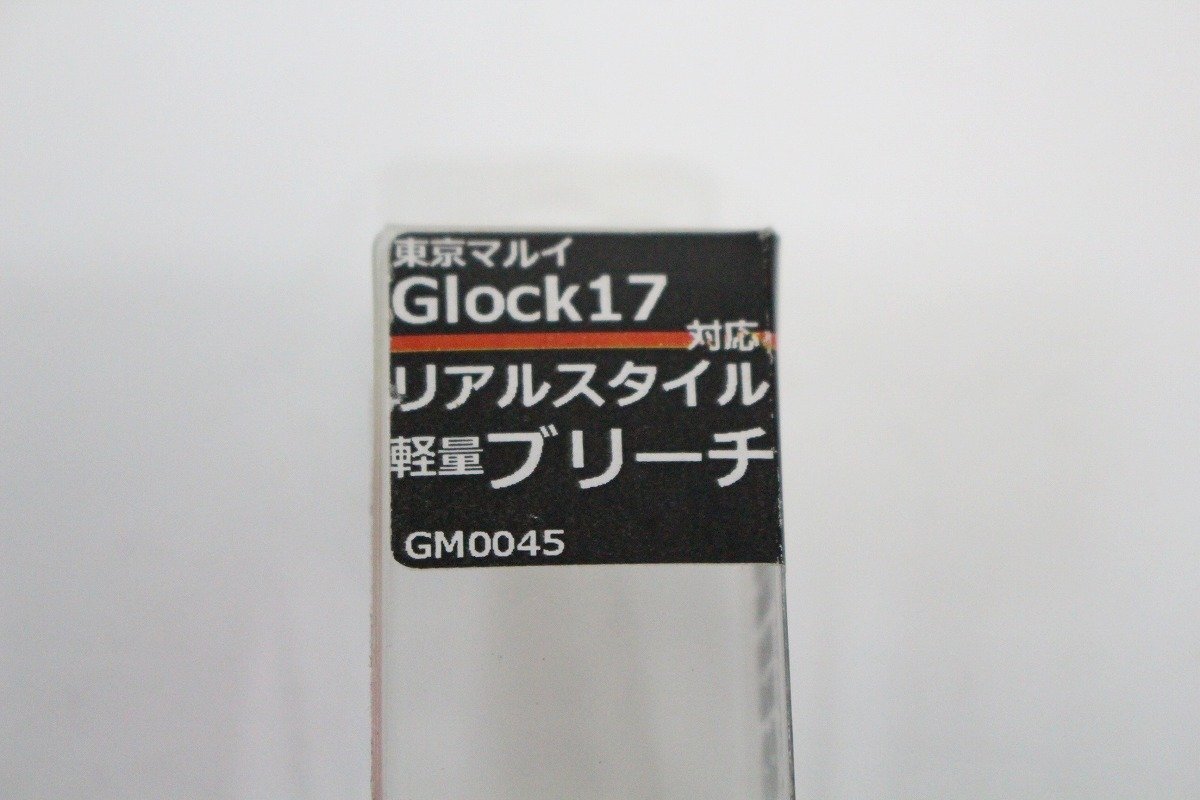 東京マルイ
Glock17
対応
リアルスタイル
軽量ブリーチ
GM0045